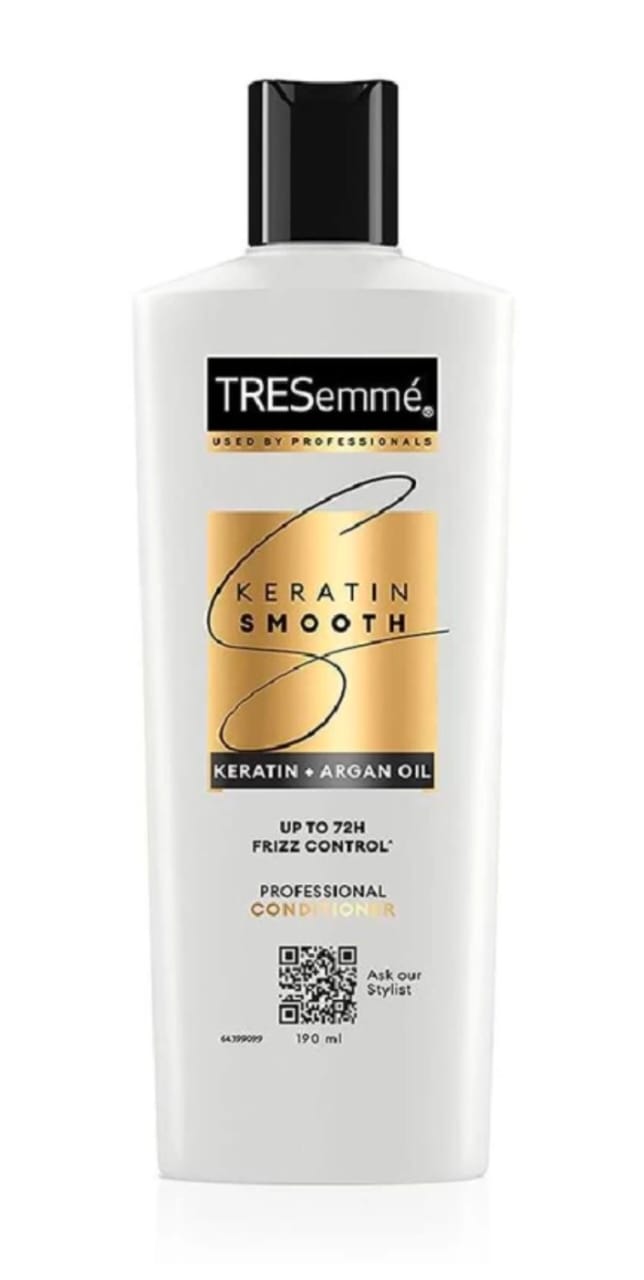 TRESemmé®
USED BY PROFESSIONALS
KERATIN
SMOOTH
KERATIN + ARGAN OIL
UP TO 72H
FRIZZ CONTROL^
PROFESSIONAL
CONDITIONER
Ask our
Stylist
64399099
190 ml